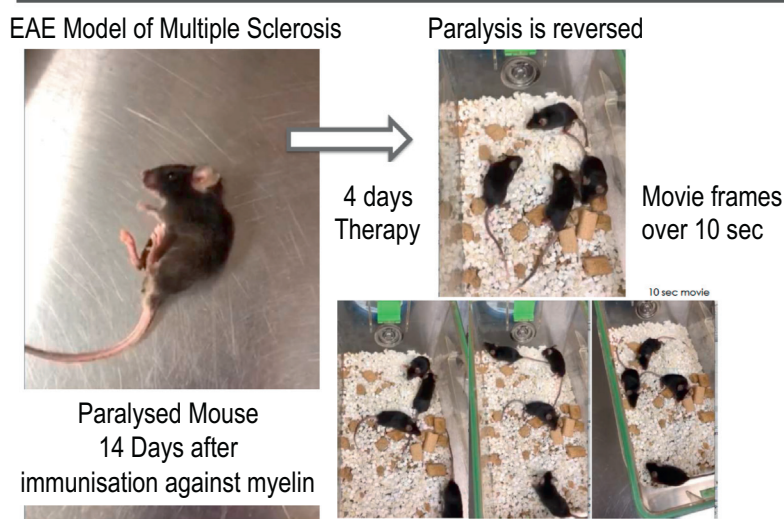 EAE Model of Multiple Sclerosis
Paralysis is reversed
4 days
Therapy
Movie frames
over 10 sec
10 sec movie
Paralysed Mouse
14 Days after
immunisation against myelin